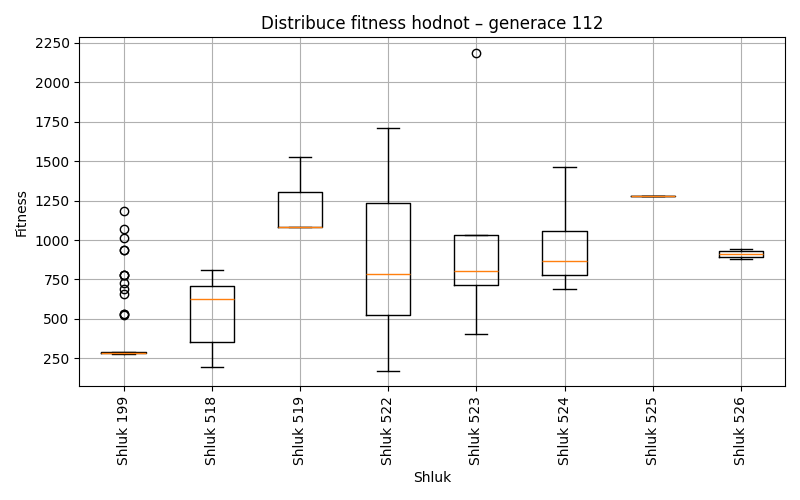 Distribuce fitness hodnot – generace 112
Fitness
2250
2000
1750
1500
1250
1000
750
500
250
Shluk 199
Shluk 518
Shluk 519
Shluk 522
Shluk 523
Shluk 524
Shluk 525
Shluk 526
Shluk